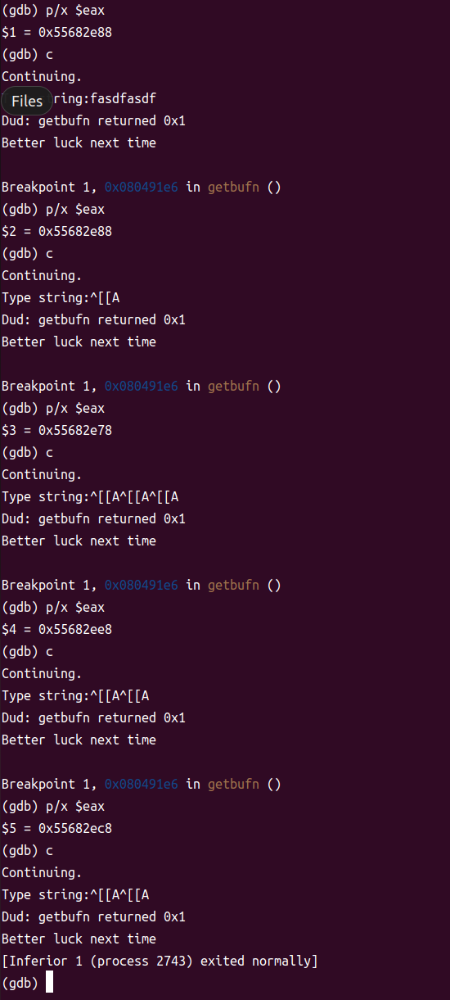 (gdb) p/x $eax
$1 = 0x55682e88
(gdb) c
Continuing.
Files ring:fasdfasdf
Dud: getbufn returned 0x1
Better luck next time
Breakpoint 1, 0x080491e6 in getbufn ()
(gdb) p/x $eax
$2 = 0x55682e88
(gdb) c
Continuing.
Type string:^[[A
Dud: getbufn returned 0x1
Better luck next time
Breakpoint 1, 0x080491e6 in getbufn ()
(gdb) p/x $eax
$3 = 0x55682e78
(gdb) c
Continuing.
Type string:^[[A^[[A^[[A
Dud: getbufn returned 0x1
Better luck next time
Breakpoint 1, 0x080491e6 in getbufn ()
(gdb) p/x $eax
$4 = 0x55682ee8
(gdb) c
Continuing.
Type string:^[[A^[[A
Dud: getbufn returned 0x1
Better luck next time
Breakpoint 1, 0x080491e6 in getbufn ()
(gdb) p/x $eax
$5 = 0x55682ec8
(gdb) c
Continuing.
Type string:^[[A^[[A
Dud: getbufn returned 0x1
Better luck next time
[Inferior 1 (process 2743) exited normally]
(gdb)